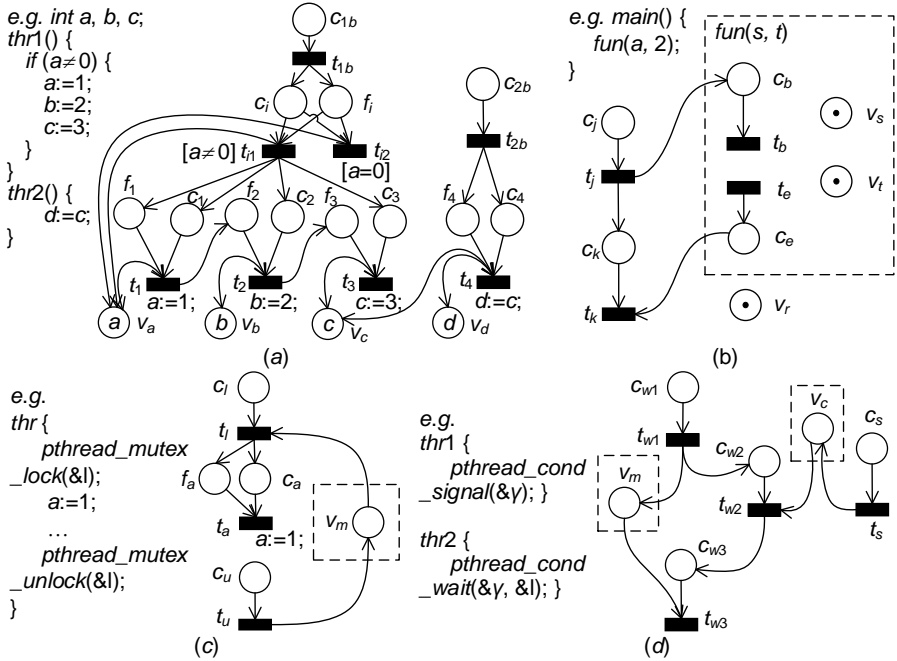 e.g. int a, b, c;
thr1() {
if (a≠0) {
a:=1;
b:=2;
c:=3;
}
}
thr2() {
d:=c;
}
c1b
t1b
ci
fi
[a≠0] ti1
ti2
[a=0]
f1
c1
f2
c2
f3
c3
t1
a:=1;
t2
b:=2;
t3
c:=3;
a
va
b
vb
c
vc
c2b
t2b
f4
c4
t4
d:=c;
d
vd
(a)
e.g. main() {
fun(a, 2);
}
fun(s, t)
cj
tj
ck
tk
cb
tb
te
ce
vs
vt
vr
(b)
e.g.
thr {
pthread_mutex
_lock(&l);
a:=1;
…
pthread_mutex
_unlock(&l);
}
cl
tl
fa
ca
ta
a:=1;
vm
cu
tu
(c)
e.g.
thr1 {
pthread_cond
_signal(&γ); }
thr2 {
pthread_cond
_wait(&γ, &l); }
cw1
tw1
vm
cw2
tw2
vc
cs
ts
cw3
tw3
(d)